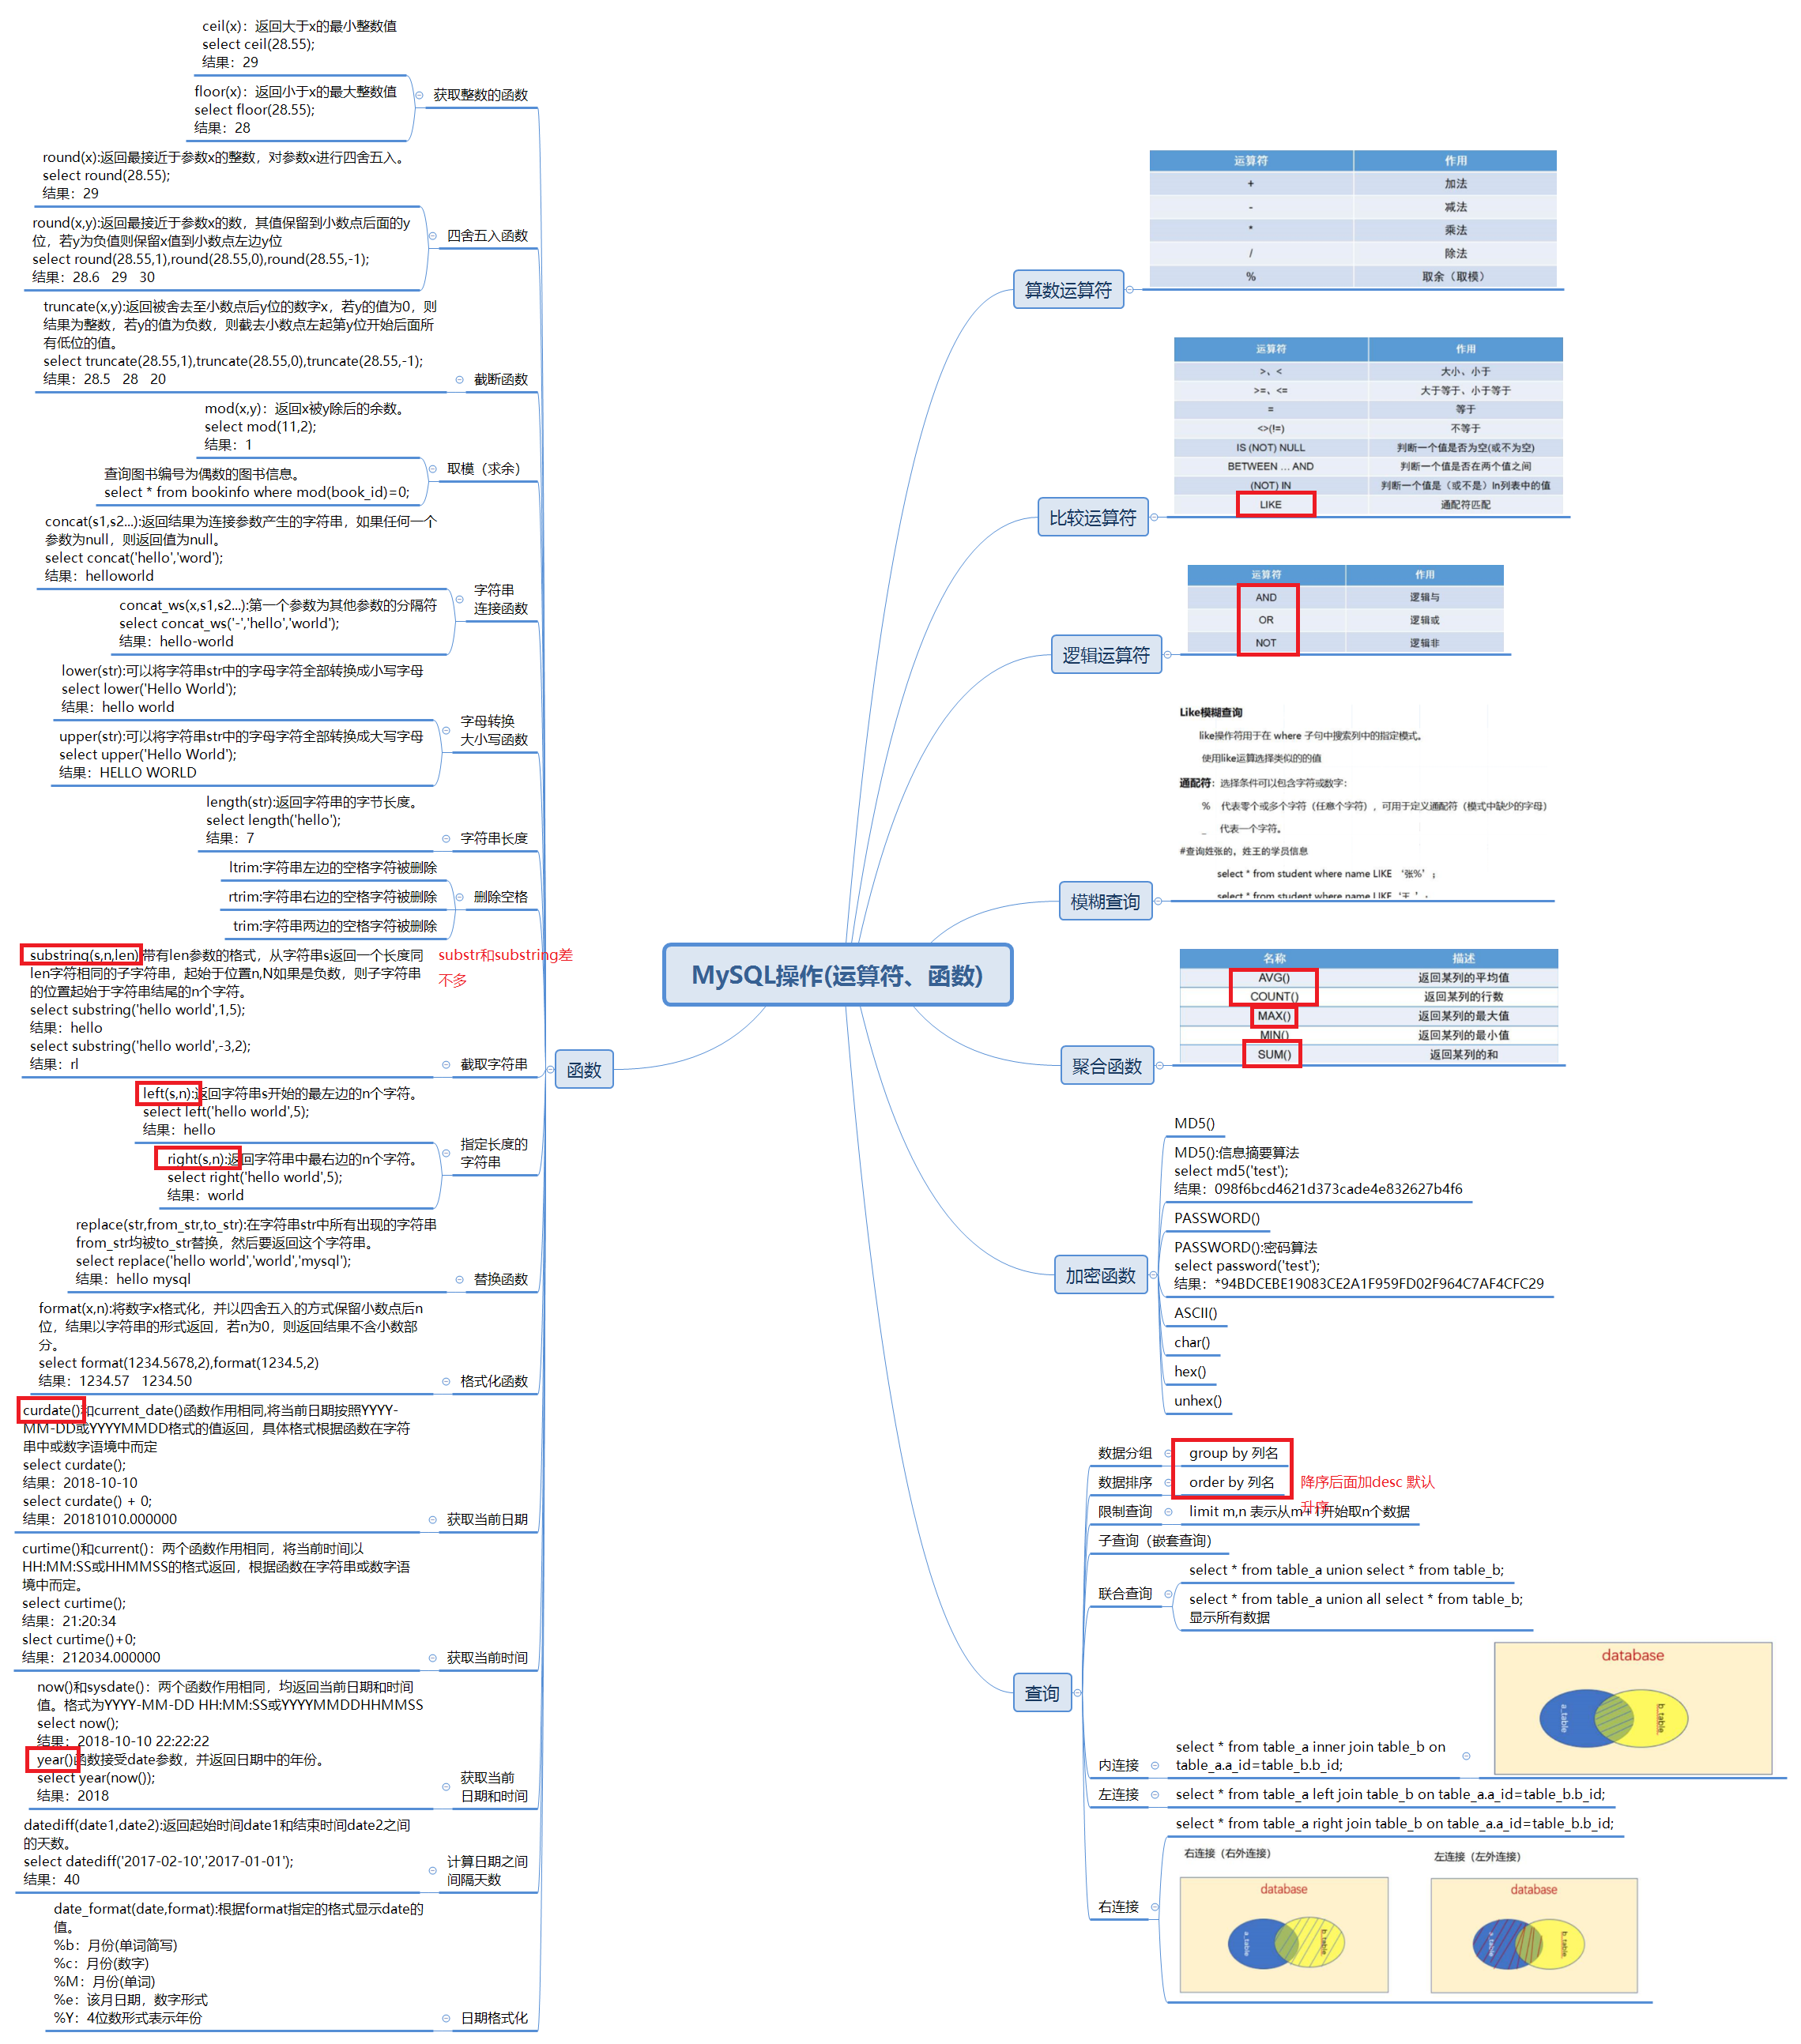 MySQL操作(运算符、函数)
函数
获取整数的函数
ceil(x)：返回大于x的最小整数值
select ceil(28.55);
结果：29
floor(x)：返回小于x的最大整数值
select floor(28.55);
结果：28
四舍五入函数
round(x):返回最接近于参数x的整数，对参数x进行四舍五入。
select round(28.55);
结果：29
round(x,y):返回最接近于参数x的数，其值保留到小数点后面的y
位，若y为负值则保留x值到小数点左边y位
select round(28.55,1),round(28.55,0),round(28.55,-1);
结果：28.6 29 30
截断函数
truncate(x,y):返回被舍去至小数点后y位的数字x，若y的值为0，则
结果为整数，若y的值为负数，则截去小数点左起第y位开始后面所
有低位的值。
select truncate(28.55,1),truncate(28.55,0),truncate(28.55,-1);
结果：28.5 28 20
取模（求余）
mod(x,y)：返回x被y除后的余数。
select mod(11,2);
结果：1
查询图书编号为偶数的图书信息。
select * from bookinfo where mod(book_id)=0;
字符串
连接函数
concat(s1,s2...):返回结果为连接参数产生的字符串，如果任何一个
参数为null，则返回值为null。
select concat('hello','word');
结果：helloworld
concat_ws(x,s1,s2...):第一个参数为其他参数的分隔符
select concat_ws('-','hello','world');
结果：hello-world
字母转换
大小写函数
lower(str):可以将字符串str中的字母字符全部转换成小写字母
select lower('Hello World');
结果：hello world
upper(str):可以将字符串str中的字母字符全部转换成大写字母
select upper('Hello World');
结果：HELLO WORLD
字符串长度
length(str):返回字符串的字节长度。
select length('hello');
结果：7
删除空格
ltrim:字符串左边的空格字符被删除
rtrim:字符串右边的空格字符被删除
trim:字符串两边的空格字符被删除
截取字符串
substring(s,n,len)带有len参数的格式，从字符串s返回一个长度同
len字符相同的子字符串，起始于位置n,N如果是负数，则子字符串
的位置起始于字符串结尾的n个字符。
select substring('hello world',1,5);
结果：hello
select substring('hello world',-3,2);
结果：rl
substr和substring差
不多
指定长度的
字符串
left(s,n):返回字符串s开始的最左边的n个字符。
select left('hello world',5);
结果：hello
right(s,n):返回字符串中最右边的n个字符。
select right('hello world',5);
结果：world
替换函数
replace(str,from_str,to_str):在字符串str中所有出现的字符串
from_str均被to_str替换，然后要返回这个字符串。
select replace('hello world','world','mysql');
结果：hello mysql
格式化函数
format(x,n):将数字x格式化，并以四舍五入的方式保留小数点后n
位，结果以字符串的形式返回，若n为0，则返回结果不含小数部
分。
select format(1234.5678,2),format(1234.5,2)
结果：1234.57 1234.50
获取当前日期
curdate()和current_date()函数作用相同,将当前日期按照YYYY-
MM-DD或YYYYMMDD格式的值返回，具体格式根据函数在字符
串中或数字语境中而定
select curdate();
结果：2018-10-10
select curdate() + 0;
结果：20181010.000000
获取当前时间
curtime()和current()：两个函数作用相同，将当前时间以
HH:MM:SS或HHMMSS的格式返回，根据函数在字符串或数字语
境中而定。
select curtime();
结果：21:20:34
slect curtime()+0;
结果：212034.000000
获取当前
日期和时间
now()和sysdate()：两个函数作用相同，均返回当前日期和时间
值。格式为YYYY-MM-DD HH:MM:SS或YYYYMMDDHHMMSS
select now();
结果：2018-10-10 22:22:22
year()函数接受date参数，并返回日期中的年份。
select year(now());
结果：2018
计算日期之间
间隔天数
datediff(date1,date2):返回起始时间date1和结束时间date2之间
的天数。
select datediff('2017-02-10','2017-01-01');
结果：40
日期格式化
date_format(date,format):根据format指定的格式显示date的
值。
%b：月份(单词简写)
%c：月份(数字)
%M：月份(单词)
%e：该月日期，数字形式
%Y：4位数形式表示年份
算数运算符
运算符 作用
+ 加法
- 减法
* 乘法
/ 除法
% 取余（取模）
比较运算符
运算符 作用
>、< 大小、小于
>=、<= 大于等于、小于等于
= 等于
<>(!=) 不等于
IS (NOT) NULL 判断一个值是否为空(或不为空)
BETWEEN ... AND 判断一个值是否在两个值之间
(NOT) IN 判断一个值是（或不是）In列表中的值
LIKE 通配符匹配
逻辑运算符
运算符 作用
AND 逻辑与
OR 逻辑或
NOT 逻辑非
模糊查询
Like模糊查询
like操作符用于在 where 子句中搜索列中的指定模式。
使用like运算选择类似的的值
通配符：选择条件可以包含字符或数字：
% 代表零个或多个字符（任意个字符），可用于定义通配符（模式中缺少的字母）
_ 代表一个字符。
#查询姓张的，姓王的学员信息
select * from student where name LIKE ‘张%’；
select * from student where name LIKE ‘王_’；
聚合函数
名称 描述
AVG() 返回某列的平均值
COUNT() 返回某列的行数
MAX() 返回某列的最大值
MIN() 返回某列的最小值
SUM() 返回某列的和
加密函数
MD5()
MD5():信息摘要算法
select md5('test');
结果：098f6bcd4621d373cade4e832627b4f6
PASSWORD()
PASSWORD():密码算法
select password('test');
结果：*94BDCEBE19083CE2A1F959FD02F964C7AF4CFC29
ASCII()
char()
hex()
unhex()
查询
数据分组 group by 列名
数据排序 order by 列名
降序后面加desc 默认
升序
限制查询 limit m,n 表示从m+1开始取n个数据
子查询（嵌套查询）
联合查询
select * from table_a union select * from table_b;
select * from table_a union all select * from table_b;
显示所有数据
内连接
select * from table_a inner join table_b on
table_a.a_id=table_b.b_id;
database
a_table
b_table
左连接 select * from table_a left join table_b on table_a.a_id=table_b.b_id;
右连接
select * from table_a right join table_b on table_a.a_id=table_b.b_id;
右连接（右外连接）
database
a_table
b_table
左连接（左外连接）
database
a_table
b_table